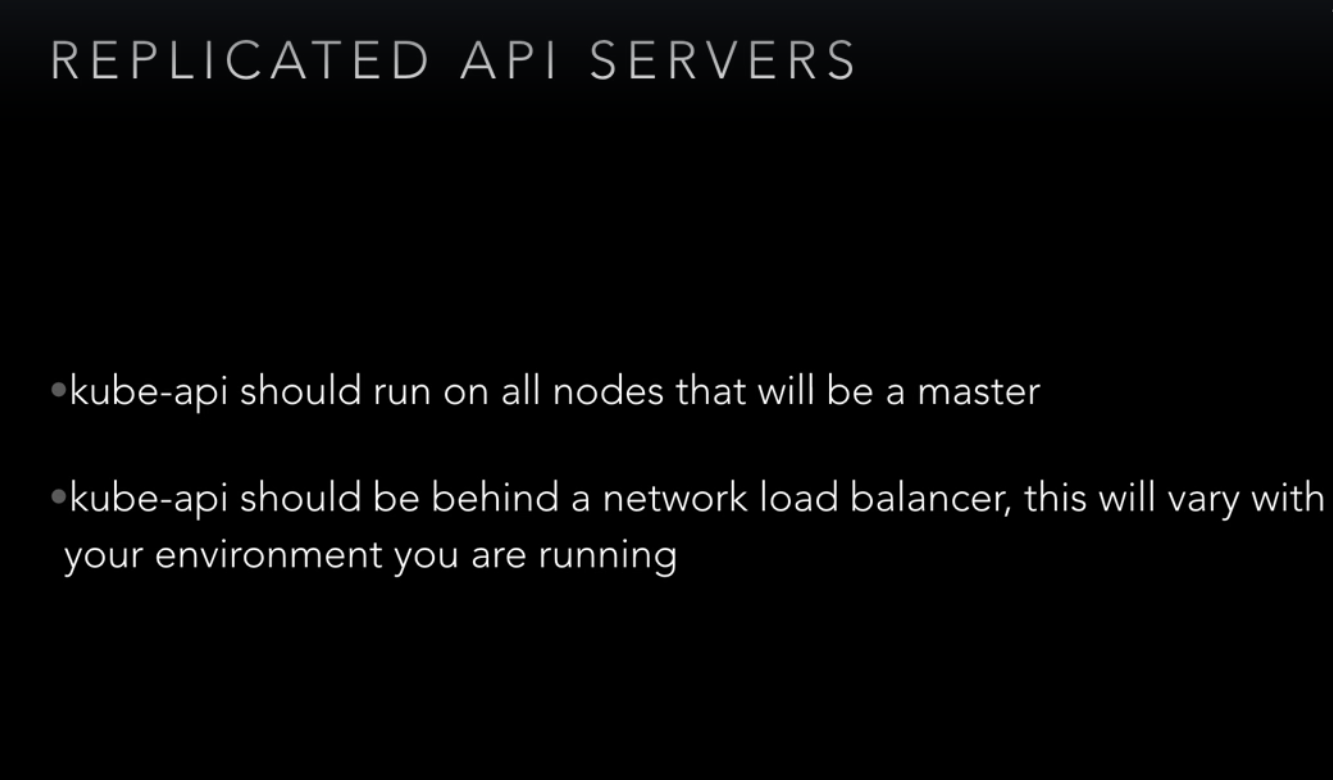 REPLICATED API SERVERS
•kube-api should run on all nodes that will be a master
•kube-api should be behind a network load balancer, this will vary with
your environment you are running